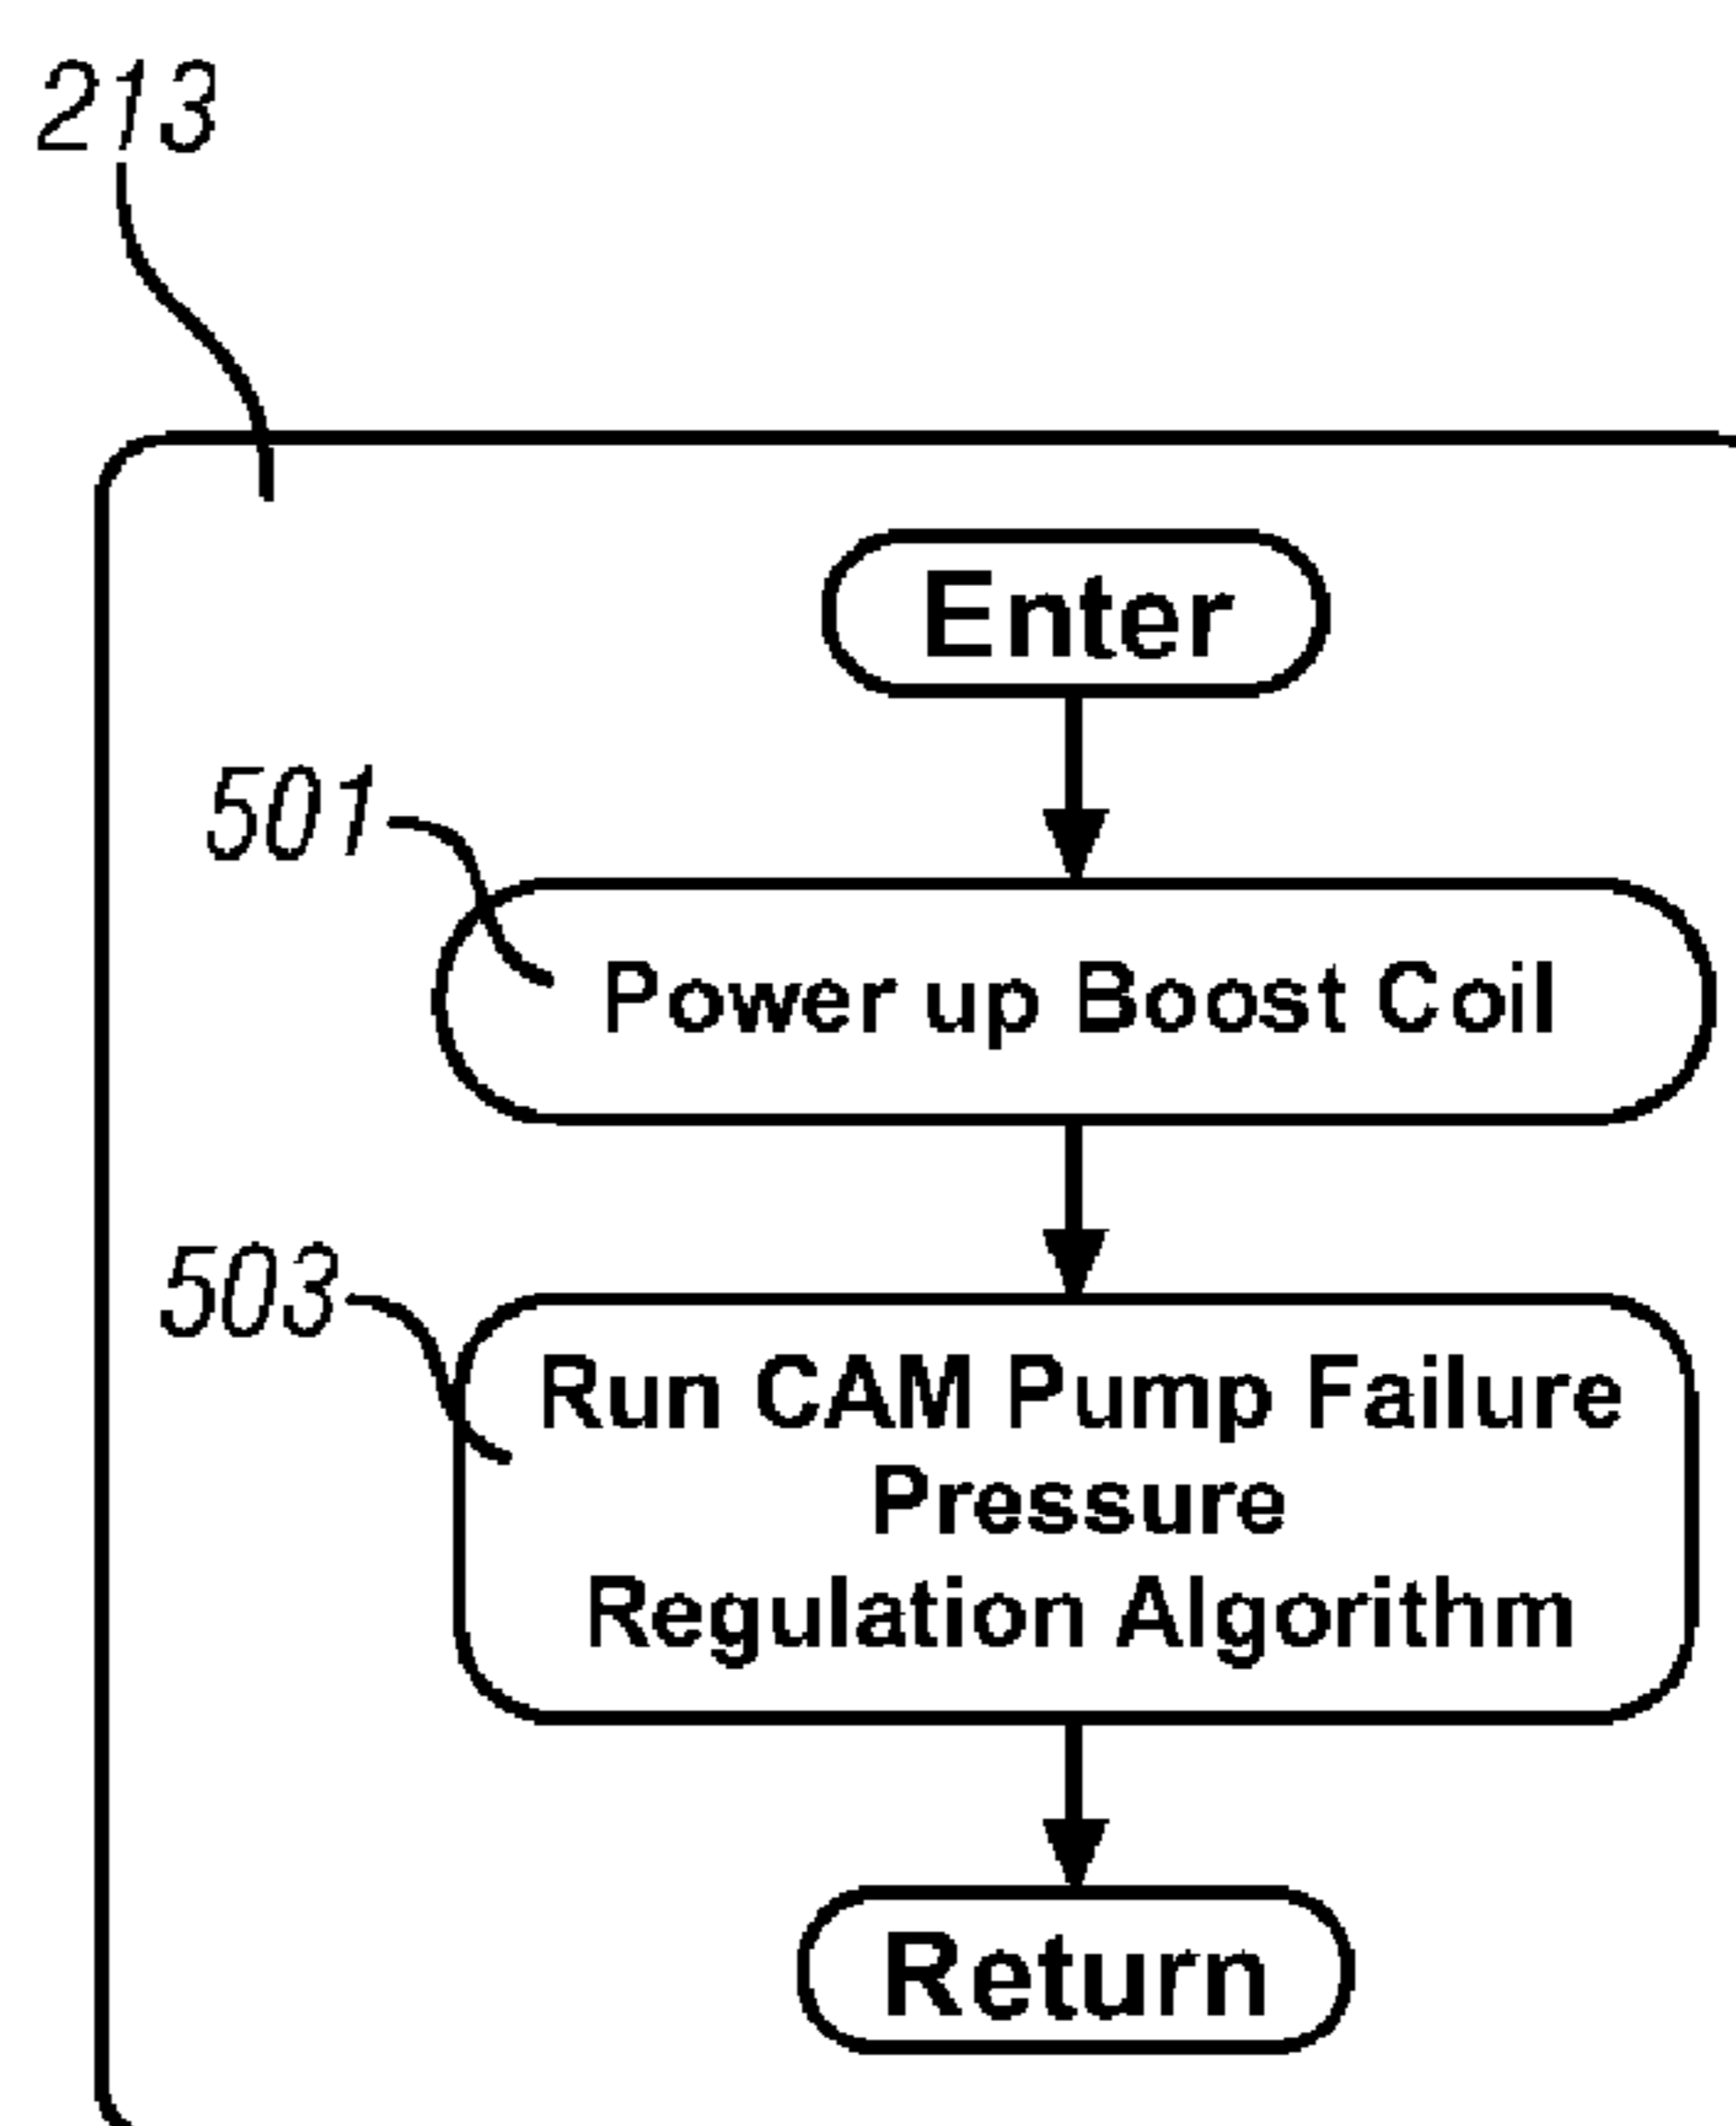 213
Enter
501
Power up Boost Coil
503
Run CAM Pump Failure
Pressure
Regulation Algorithm
Return